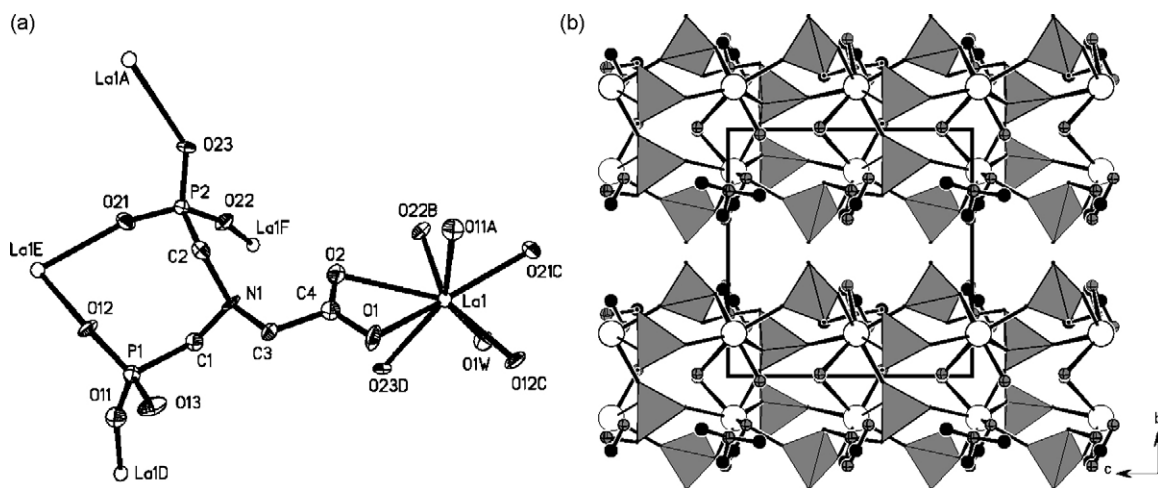 (a)
(b)
La1A
O23
P2
O21
O22
La1F
La1E
C2
O22B
O11A
O2
O21C
O12
N1
C4
La1
O1
P1
C1
C3
O1W
O12C
O23D
O11
O13
La1D
b
c